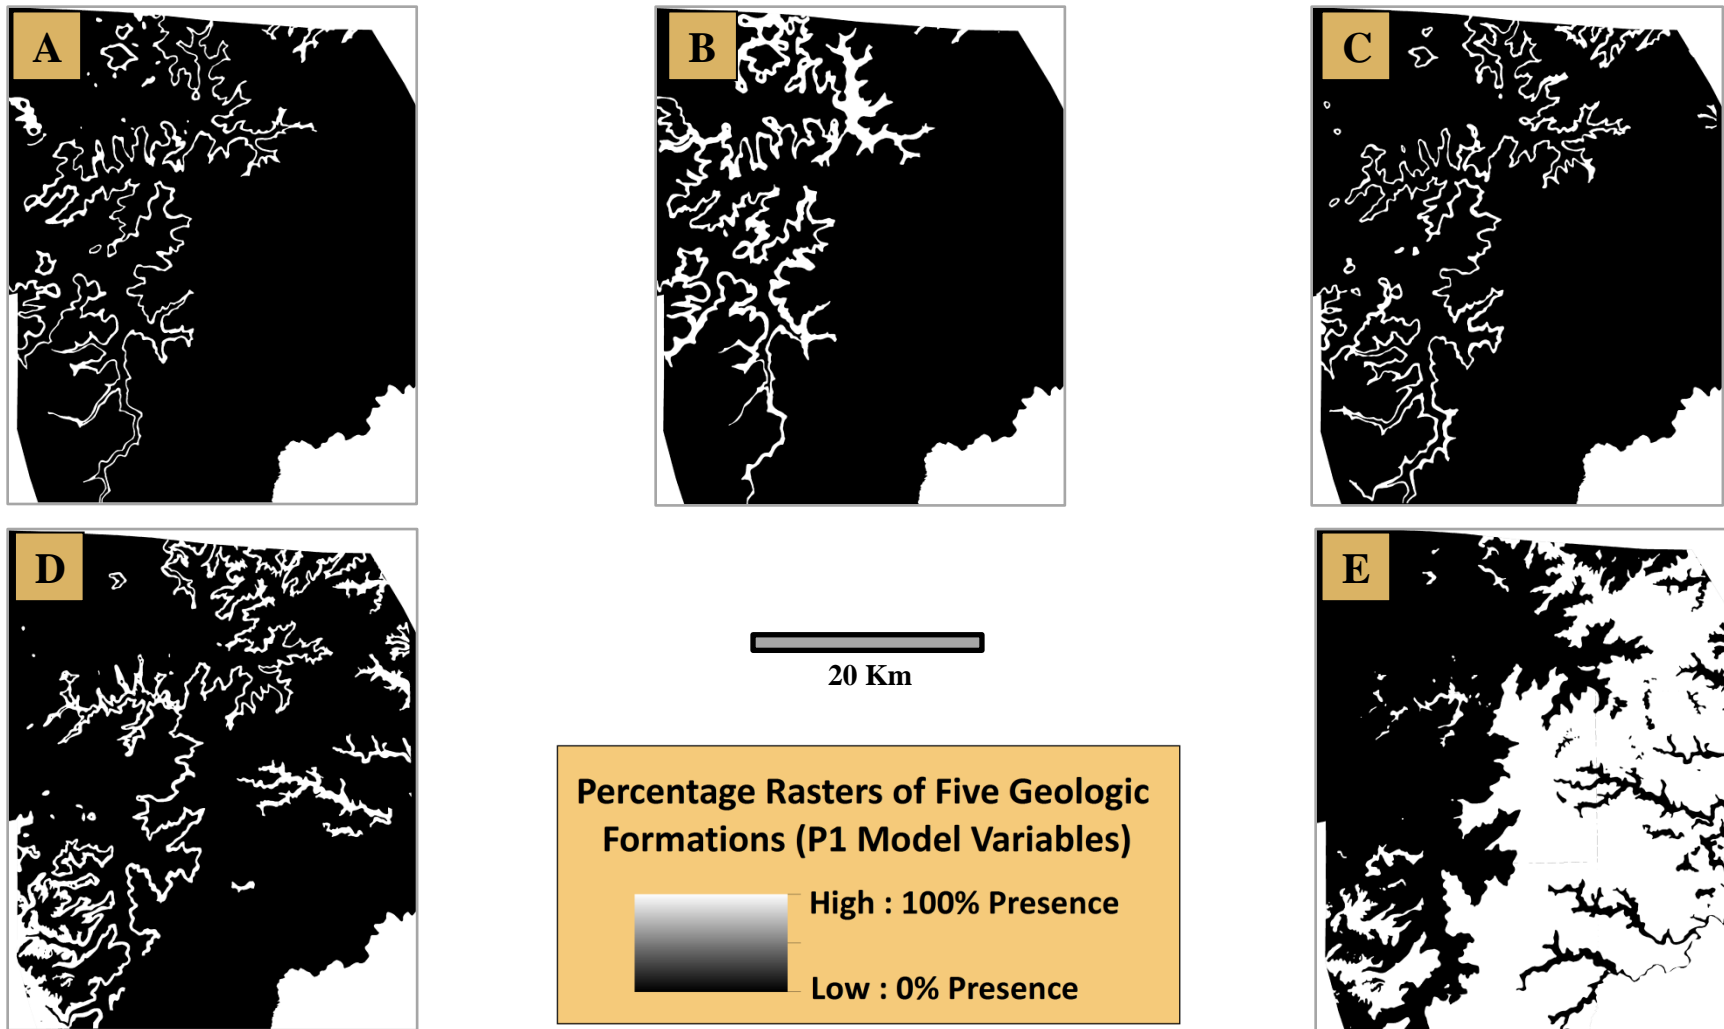 A
B
C
D
E
20 Km
Percentage Rasters of Five Geologic
Formations (P1 Model Variables)
High : 100% Presence
Low : 0% Presence